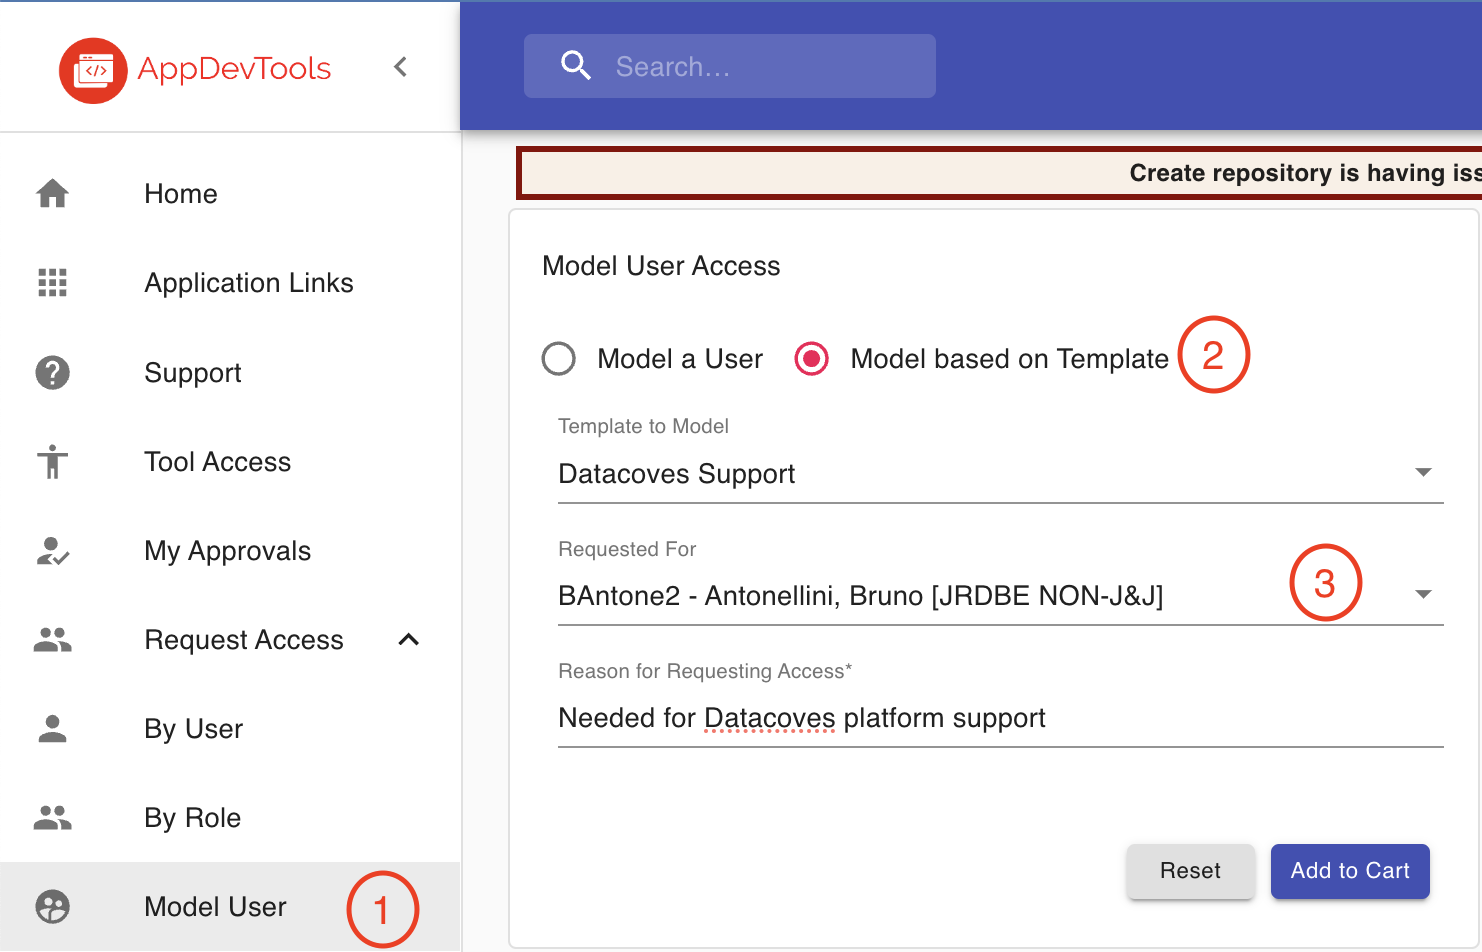 AppDevTools
Search...
Home
Application Links
Support
Tool Access
My Approvals
Request Access
By User
By Role
Model User 1
Create repository is having iss
Model User Access
Model a User Model based on Template 2
Template to Model
Datacoves Support
Requested For
BAntone2 - Antonellini, Bruno [JRDBE NON-J&J] 3
Reason for Requesting Access*
Needed for Datacoves platform support
Reset Add to Cart